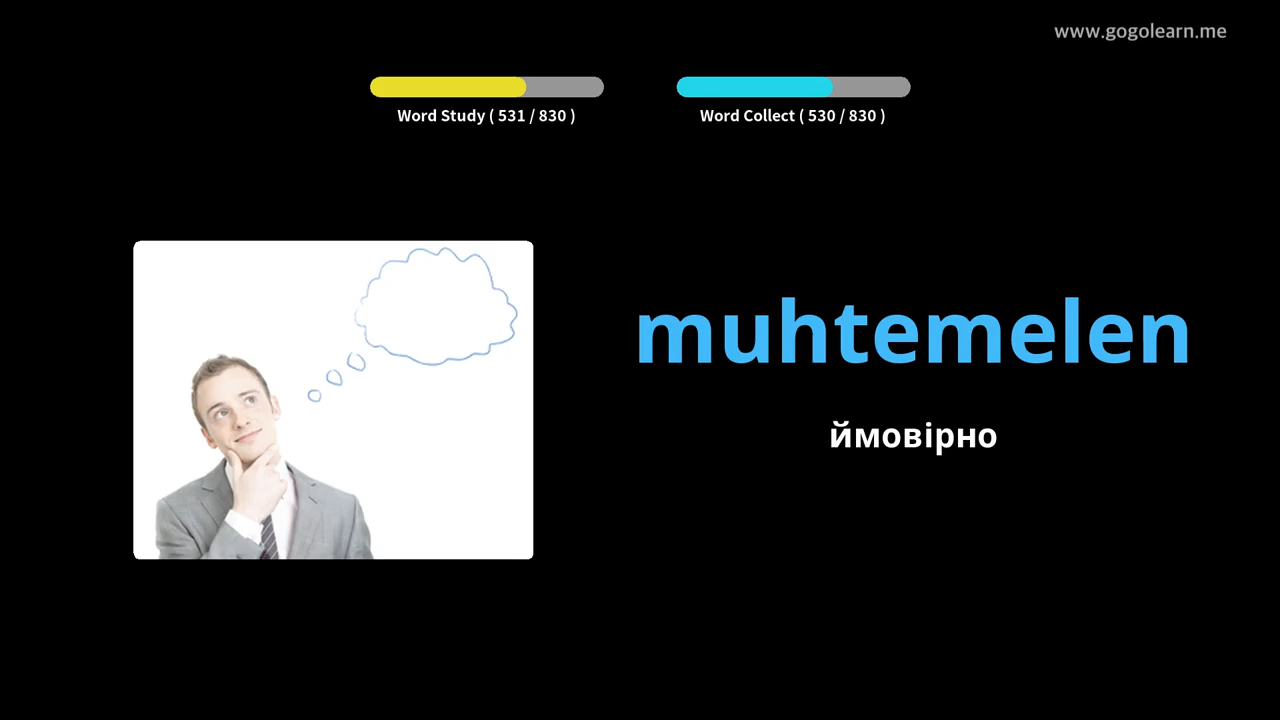 www.gogolearn.me
Word Study ( 531 / 830 )
Word Collect ( 530 / 830 )
muhtemelen
ймовірно